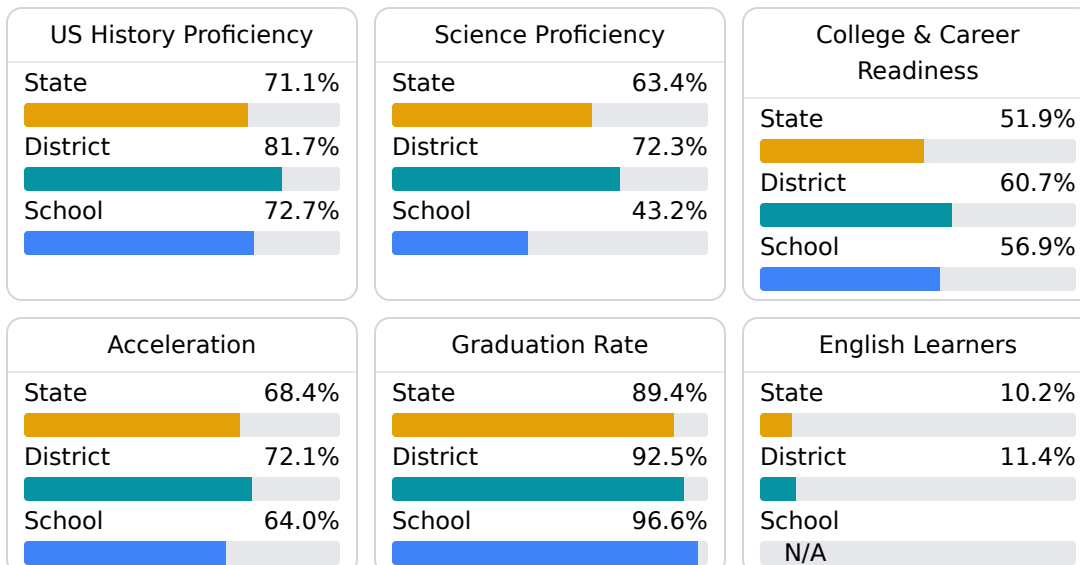 US History Proficiency
State 71.1%
District 81.7%
School 72.7%
Science Proficiency
State 63.4%
District 72.3%
School 43.2%
College & Career
Readiness
State 51.9%
District 60.7%
School 56.9%
Acceleration
State 68.4%
District 72.1%
School 64.0%
Graduation Rate
State 89.4%
District 92.5%
School 96.6%
English Learners
State 10.2%
District 11.4%
School
N/A